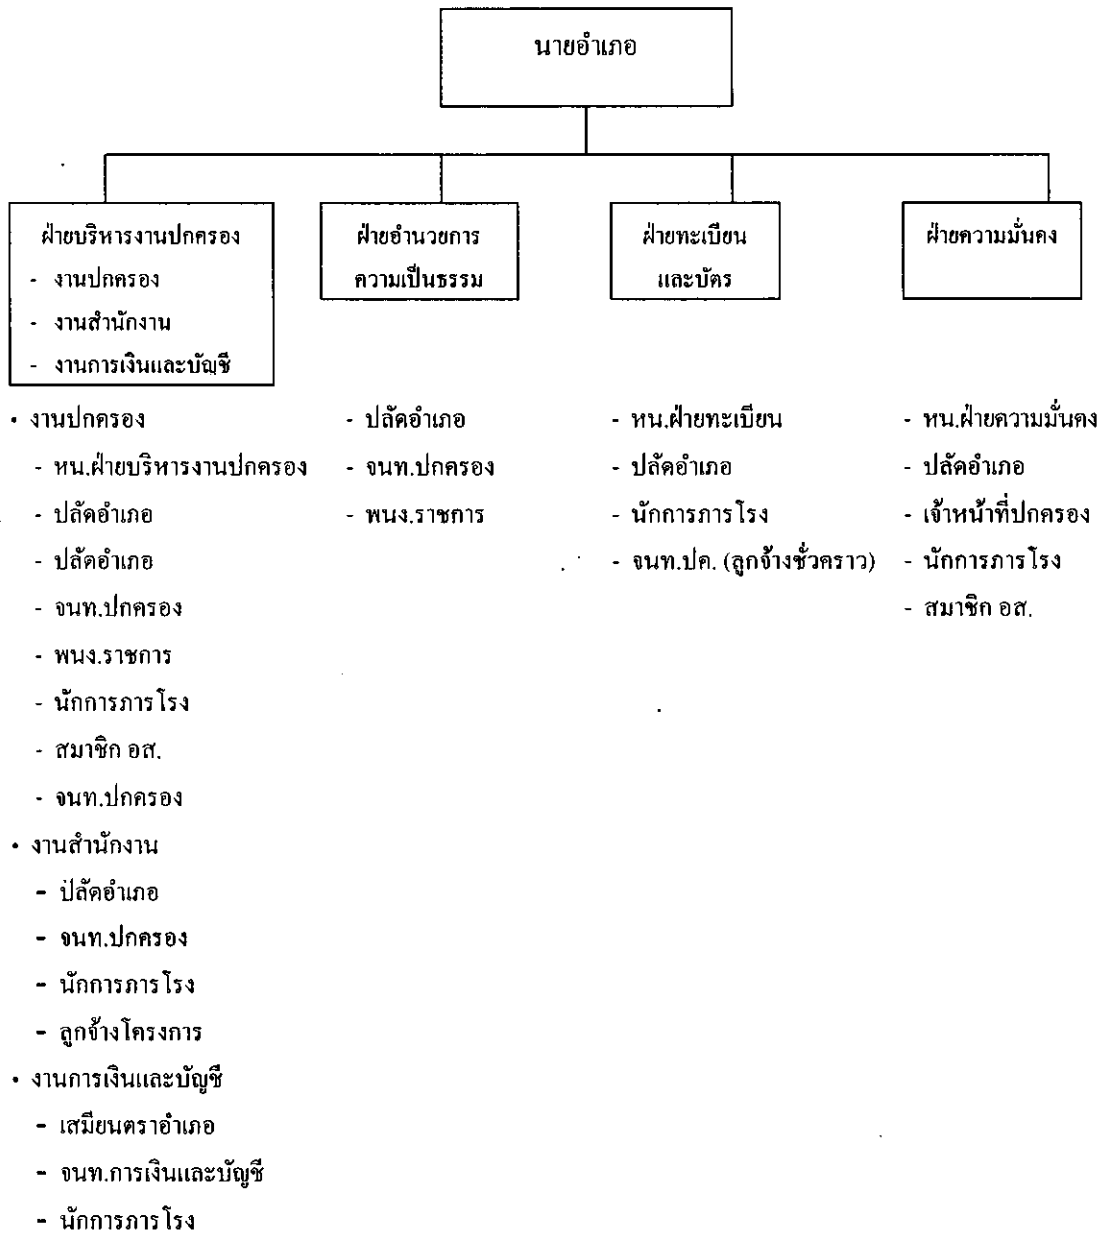 นายอำเภอ
ฝ่ายบริหารงานปกครอง
- งานปกครอง
- งานสำนักงาน
- งานการเงินและบัญชี
ฝ่ายอำนวยการ
ความเป็นธรรม
ฝ่ายทะเบียน
และบัตร
ฝ่ายความมั่นคง
• งานปกครอง
- หน.ฝ่ายบริหารงานปกครอง
- ปลัดอำเภอ
- ปลัดอำเภอ
- จนท.ปกครอง
- พนง.ราชการ
- นักการภารโรง
- สมาชิก อส.
- จนท.ปกครอง
• งานสำนักงาน
- ปลัดอำเภอ
- จนท.ปกครอง
- นักการภารโรง
- ลูกจ้างโครงการ
• งานการเงินและบัญชี
- เสมียนตราอำเภอ
- จนท.การเงินและบัญชี
- นักการภารโรง
- ปลัดอำเภอ
- จนท.ปกครอง
- พนง.ราชการ
- หน.ฝ่ายทะเบียน
- ปลัดอำเภอ
- นักการภารโรง
- จนท.ปค. (ลูกจ้างชั่วคราว)
- หน.ฝ่ายความมั่นคง
- ปลัดอำเภอ
- เจ้าหน้าที่ปกครอง
- นักการภารโรง
- สมาชิก อส.